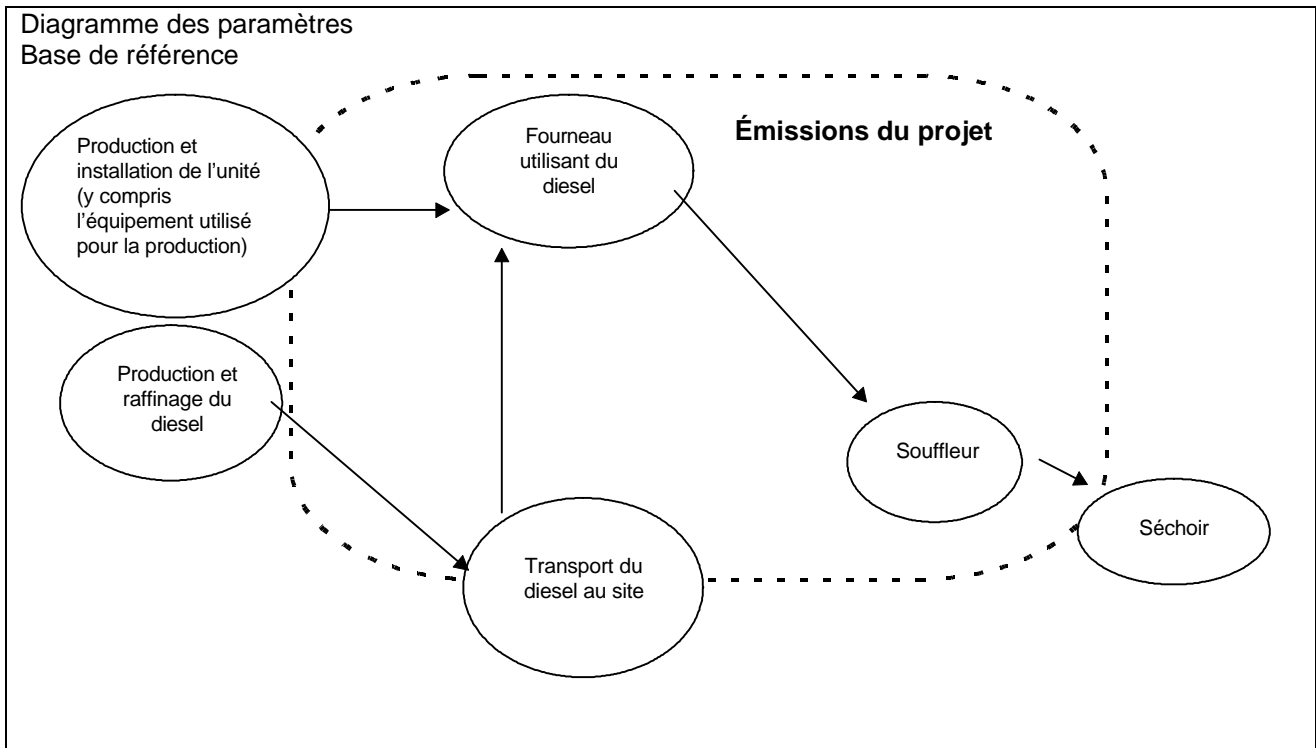 Diagramme des paramètres
Base de référence
Production et
installation de l'unité
(y compris
l'équipement utilisé
pour la production)
Fourneau
utilisant du
diesel
Émissions du projet
Production et
raffinage du
diesel
Souffleur
Séchoir
Transport du
diesel au site